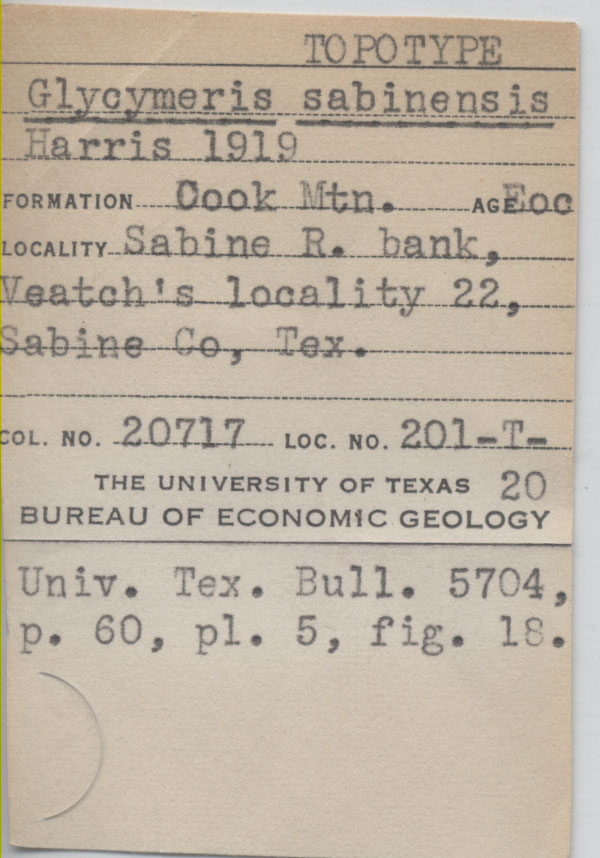 TOPOTYPE
Glycymeris sabinensis
Harris 1919
FORMATION Cook Mtn. AGE Eoc
LOCALITY Sabine R. bank,
Veatch's locality 22,
Sabine Co, Tex.
COL. NO. 20717 LOC. NO. 201-T-
THE UNIVERSITY OF TEXAS 20
BUREAU OF ECONOMIC GEOLOGY
Univ. Tex. Bull. 5704,
p. 60, pl. 5, fig. 18.